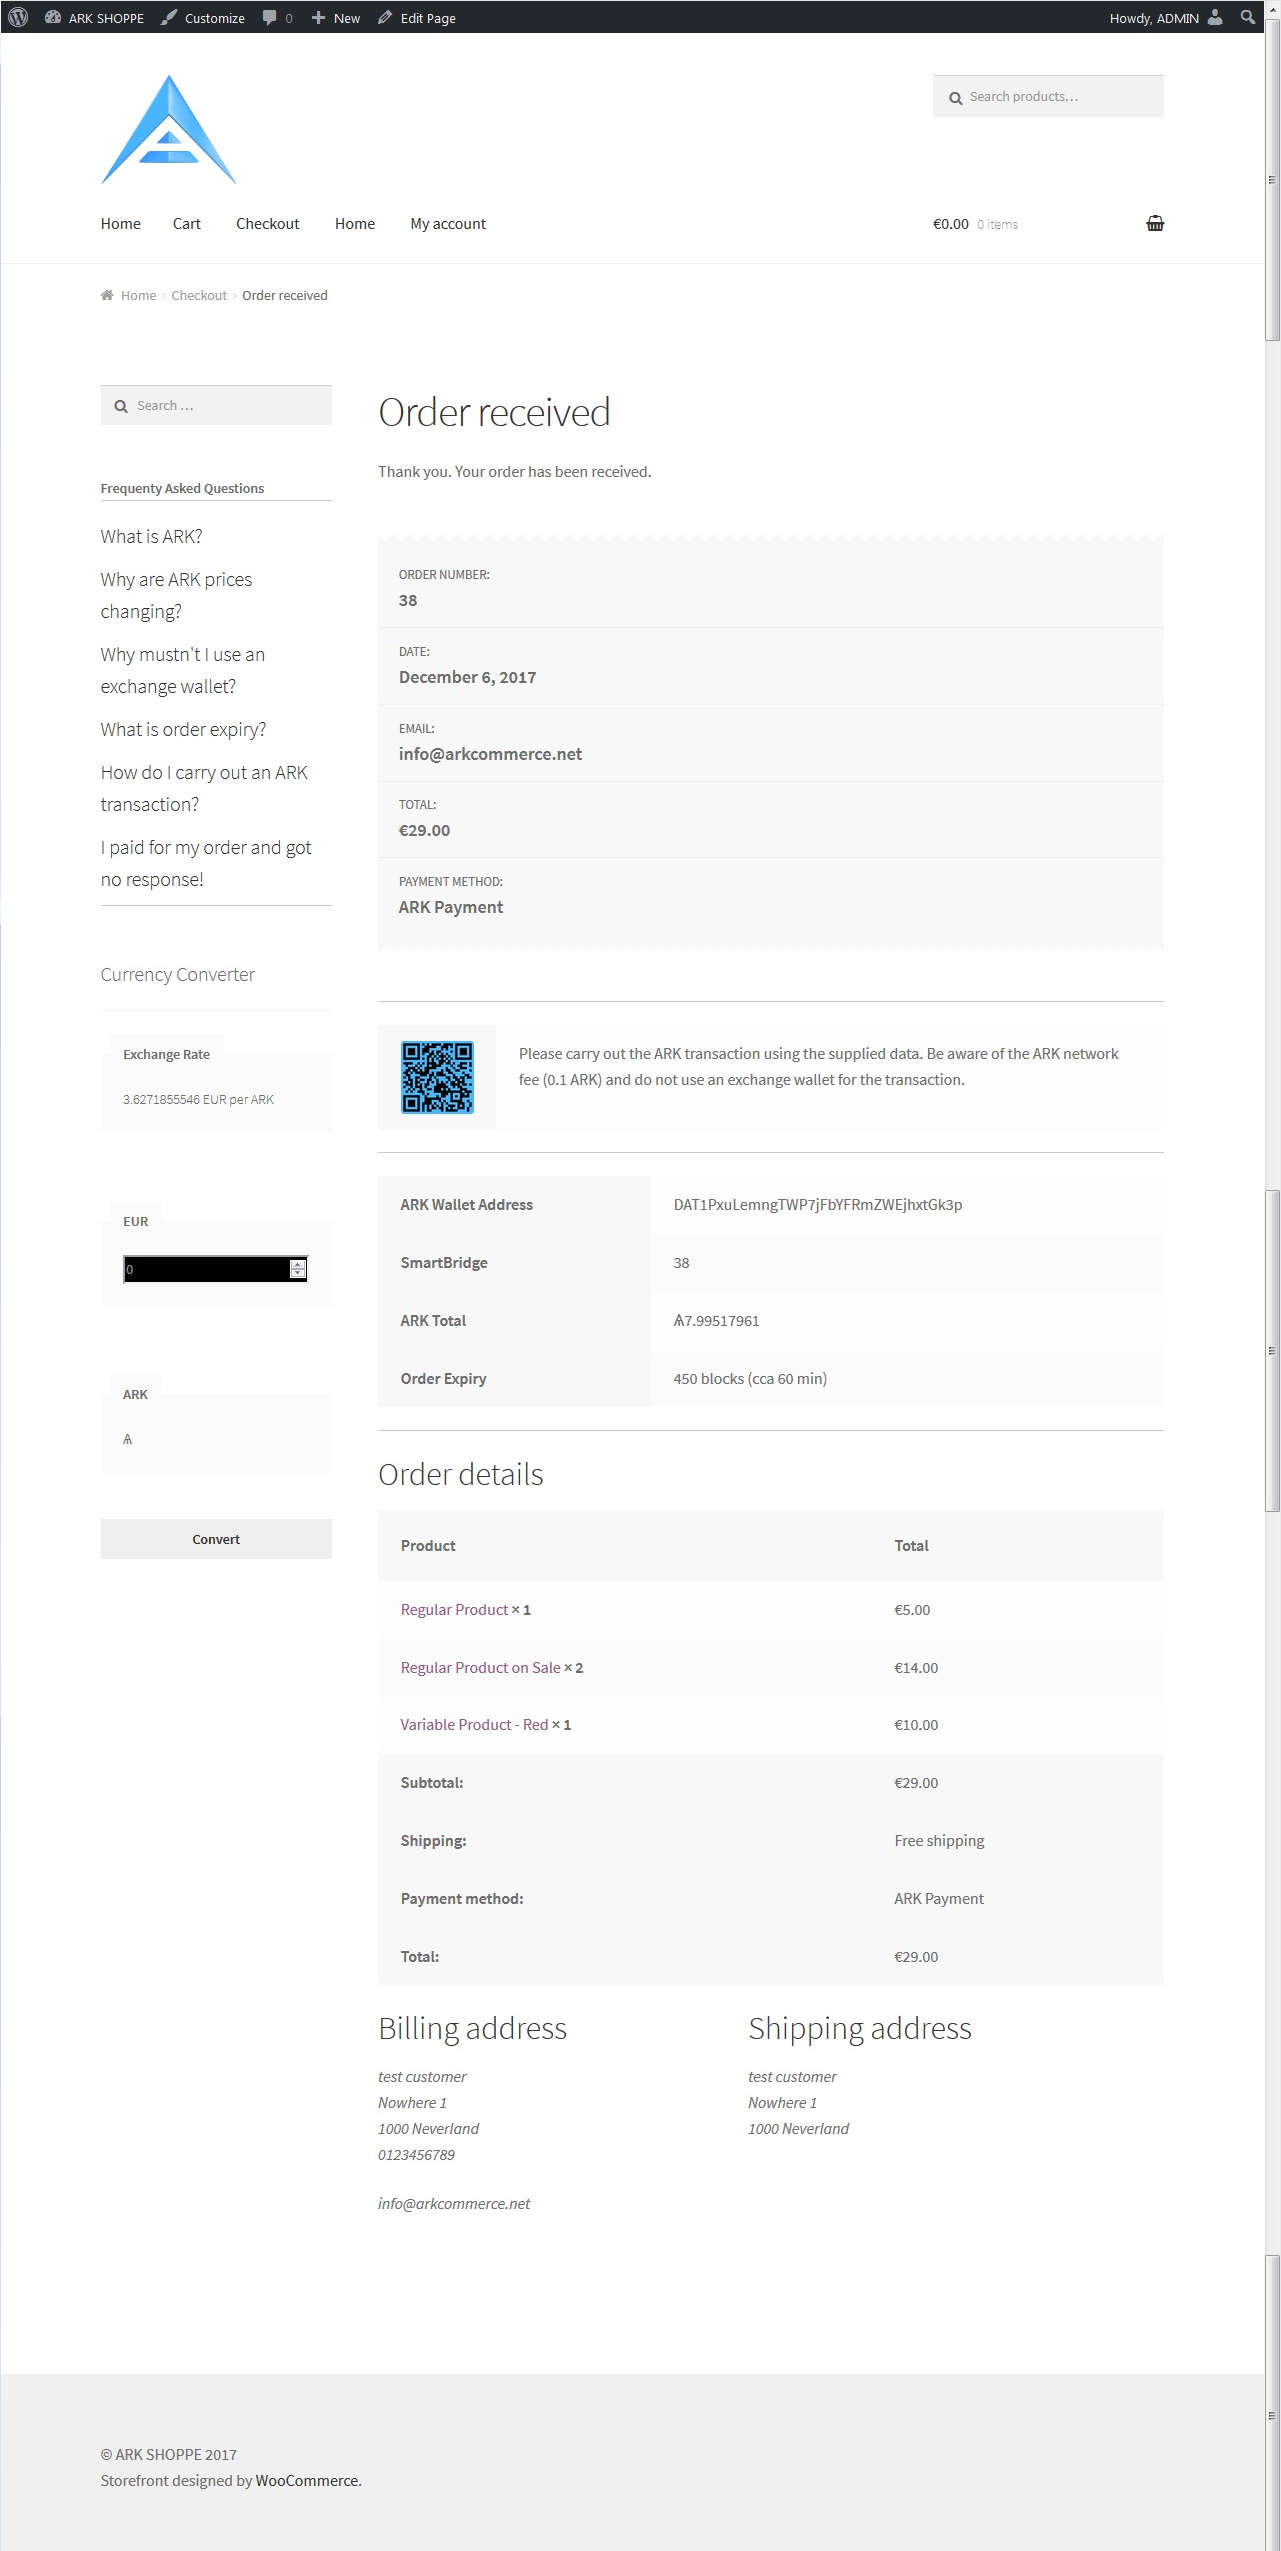 ARK SHOPPE Customize 0 New Edit Page Howdy, ADMIN
Search products…
Home Cart Checkout Home My account €0.00 0 items
Home Checkout Order received
Search …
Frequenty Asked Questions
What is ARK?
Why are ARK prices
changing?
Why mustn't I use an
exchange wallet?
What is order expiry?
How do I carry out an ARK
transaction?
I paid for my order and got
no response!
Currency Converter
Exchange Rate
3.6271855546 EUR per ARK
EUR
0
ARK
Ѧ
Convert
Order received
Thank you. Your order has been received.
ORDER NUMBER:
38
DATE:
December 6, 2017
EMAIL:
info@arkcommerce.net
TOTAL:
€29.00
PAYMENT METHOD:
ARK Payment
Please carry out the ARK transaction using the supplied data. Be aware of the ARK network
fee (0.1 ARK) and do not use an exchange wallet for the transaction.
ARK Wallet Address DAT1PxuLemngTWP7jFbYFRmZWEjhxtGk3p
SmartBridge 38
ARK Total Ѧ7.99517961
Order Expiry 450 blocks (cca 60 min)
Order details
Product Total
Regular Product × 1 €5.00
Regular Product on Sale × 2 €14.00
Variable Product - Red × 1 €10.00
Subtotal: €29.00
Shipping: Free shipping
Payment method: ARK Payment
Total: €29.00
Billing address Shipping address
test customer test customer
Nowhere 1 Nowhere 1
1000 Neverland 1000 Neverland
0123456789
info@arkcommerce.net
© ARK SHOPPE 2017
Storefront designed by WooCommerce.